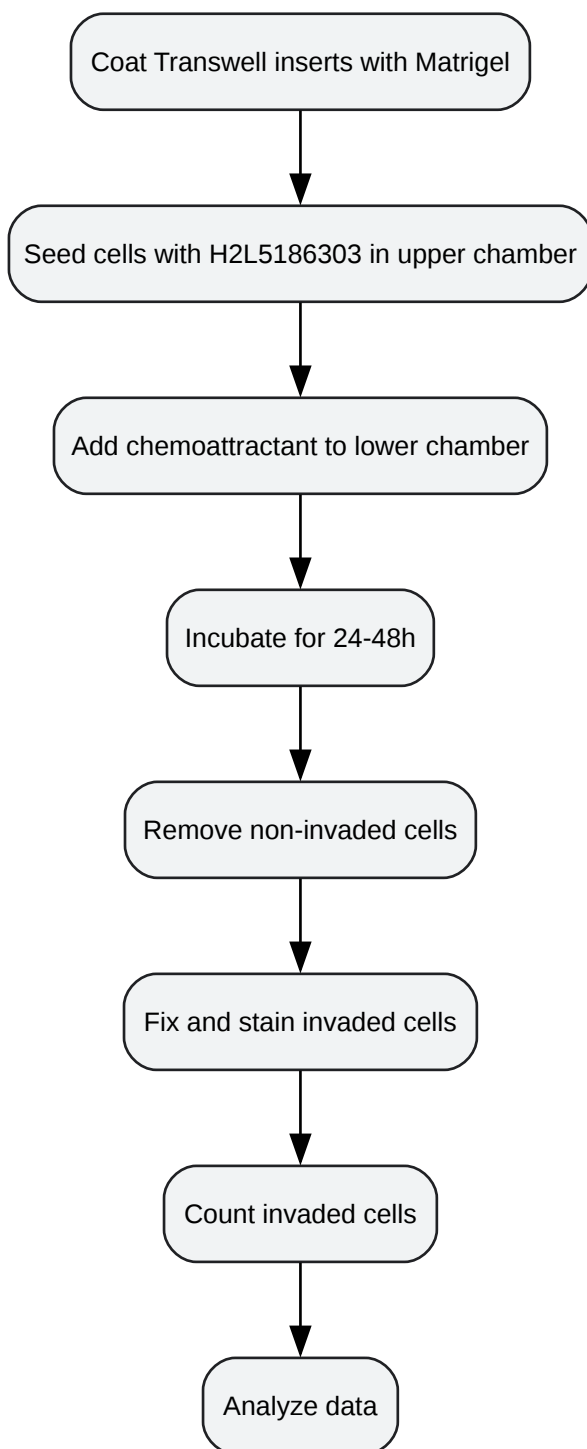 Coat Transwell inserts with Matrigel
Seed cells with H2L5186303 in upper chamber
Add chemoattractant to lower chamber
Incubate for 24-48h
Remove non-invaded cells
Fix and stain invaded cells
Count invaded cells
Analyze data